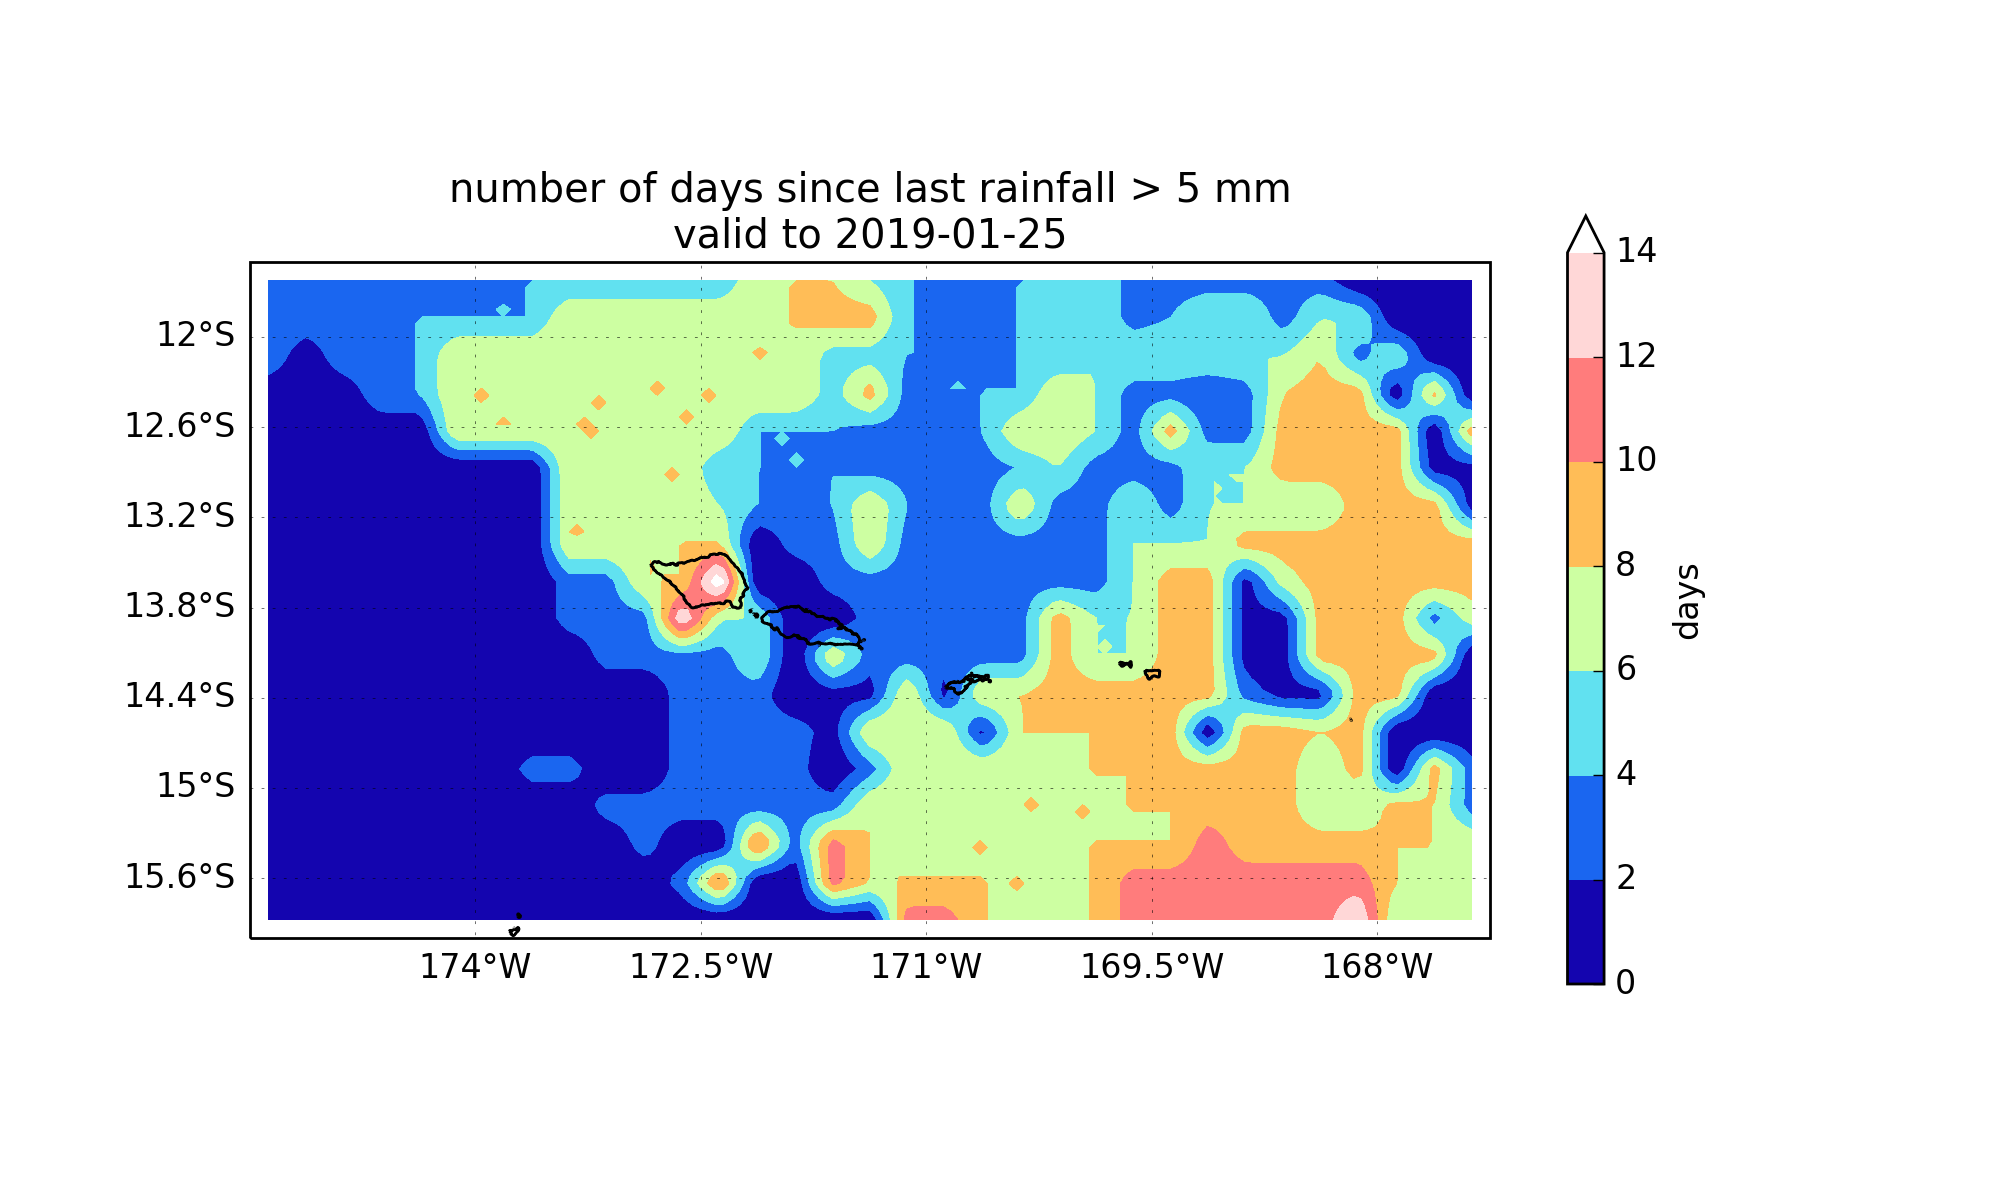 number of days since last rainfall > 5 mm
valid to 2019-01-25
12°S
12.6°S
13.2°S
13.8°S
14.4°S
15°S
15.6°S
174°W
172.5°W
171°W
169.5°W
168°W
14
12
10
8
6
4
2
0
days